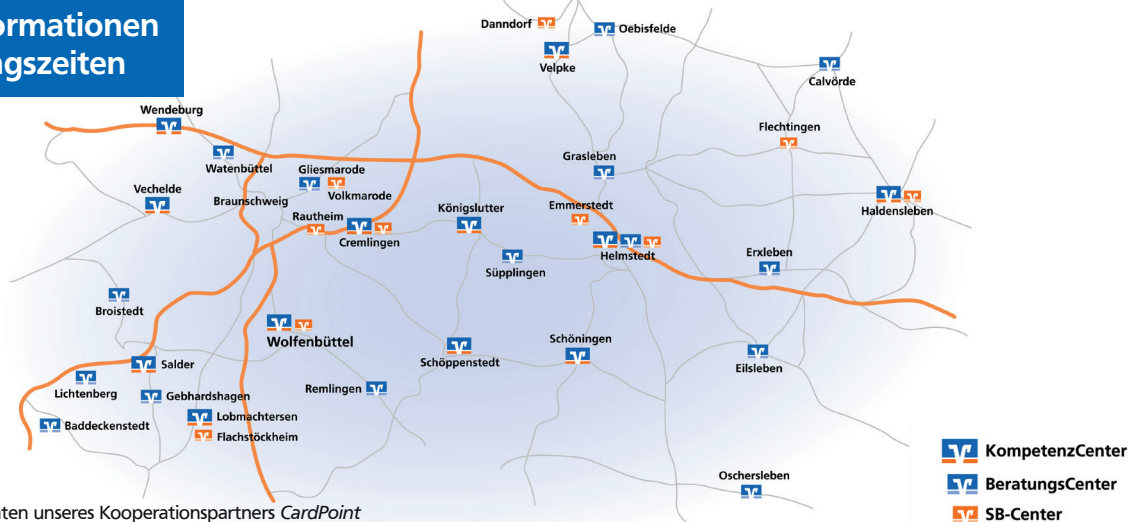 ormationen
gszeiten
Danndorf
Oebisfelde
Velpke
Calvörde
Wendeburg
Flechtingen
Watenbüttel
Gliesmarode
Grasleben
Vechelde
Volkmarode
Braunschweig
Königslutter
Emmerstedt
Haldensleben
Rautheim
Cremlingen
Helmstedt
Erxleben
Süpplingen
Broistedt
Wolfenbüttel
Schöningen
Schöppenstedt
Salder
Eilsleben
Lichtenberg
Gebhardshagen
Remlingen
Baddeckenstedt
Lobmachtersen
Flachstöckheim
KompetenzCenter
Oschersleben
BeratungsCenter
SB-Center
ten unseres Kooperationspartners CardPoint